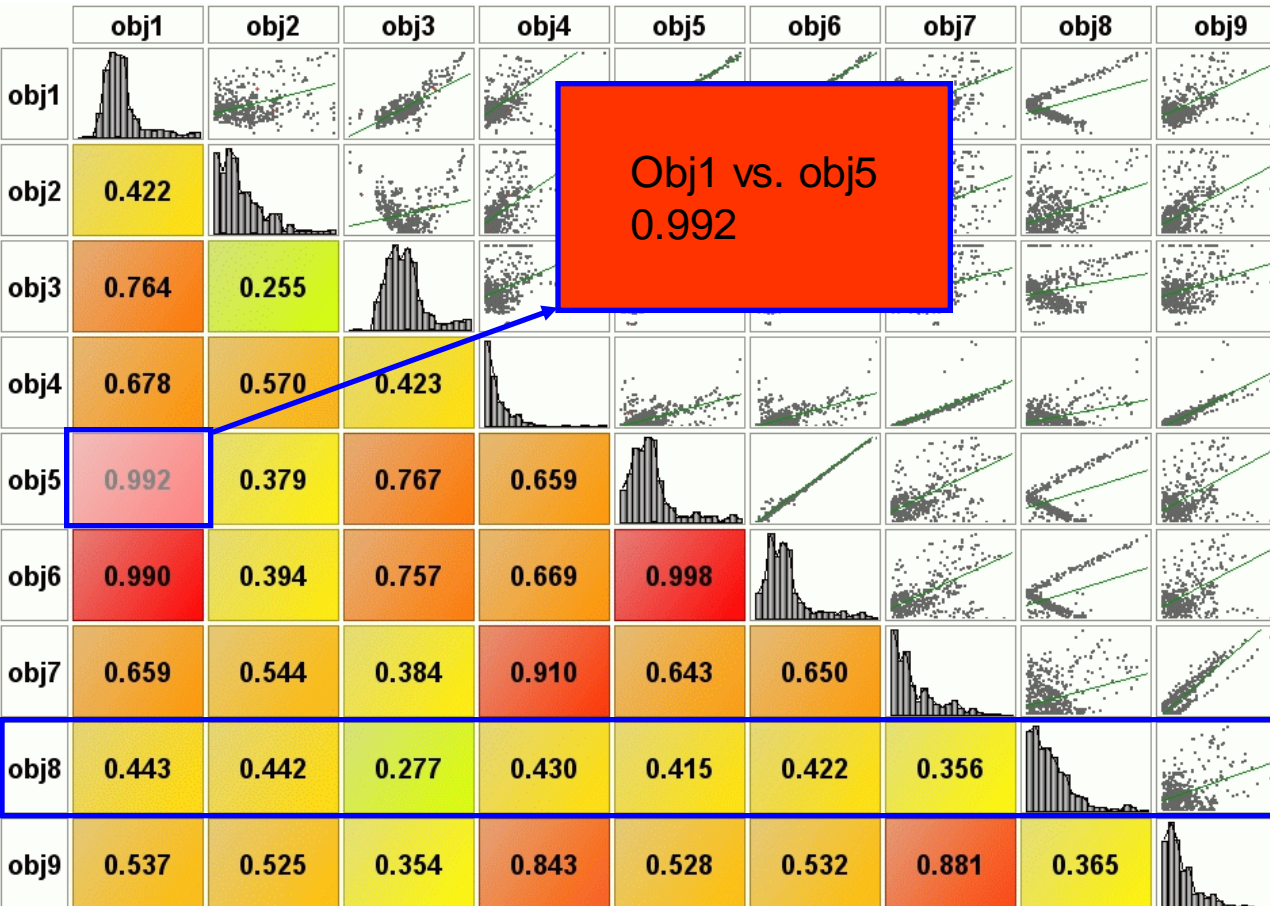 obj1 obj2 obj3 obj4 obj5 obj6 obj7 obj8 obj9
obj1
Obj1 vs. obj5
0.992
obj2 0.422
obj3 0.764 0.255
obj4 0.678 0.570 0.423
obj5 0.992 0.379 0.767 0.659
obj6 0.990 0.394 0.757 0.669 0.998
obj7 0.659 0.544 0.384 0.910 0.643 0.650
obj8 0.443 0.442 0.277 0.430 0.415 0.422 0.356
obj9 0.537 0.525 0.354 0.843 0.528 0.532 0.881 0.365